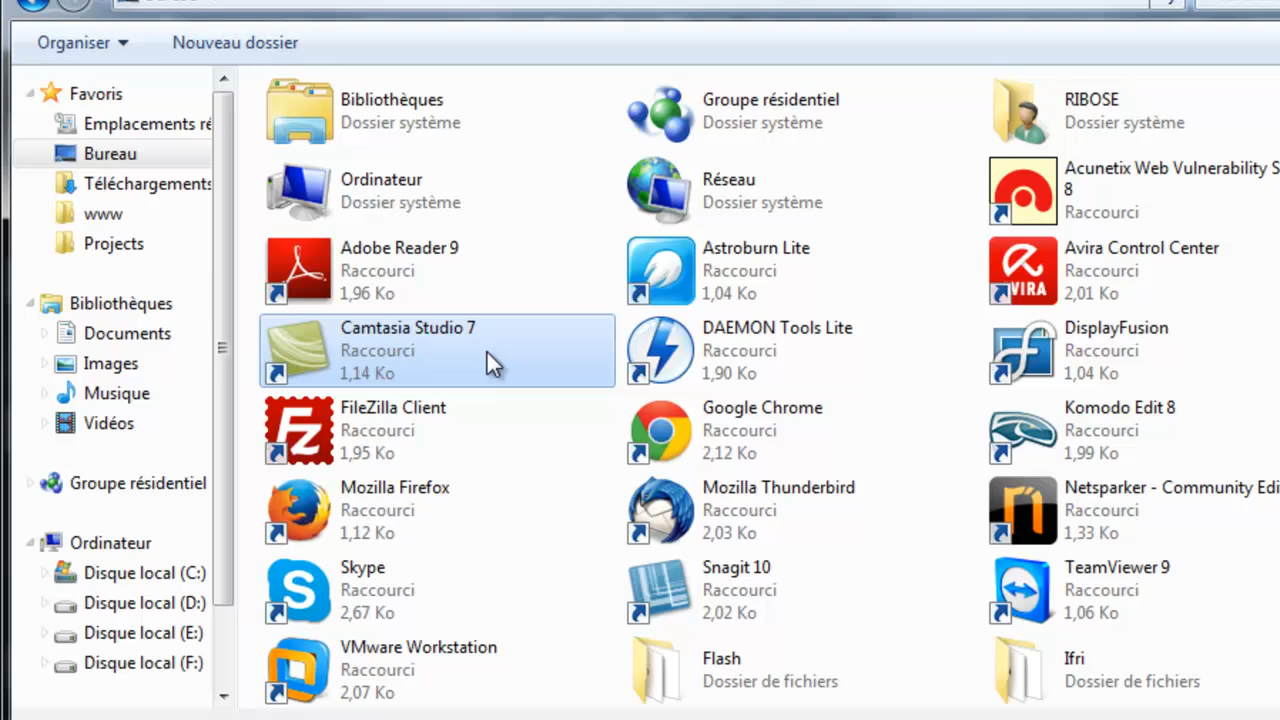 Organiser
Nouveau dossier
Favoris
Emplacements ré
Bureau
Téléchargements
www
Projects
Bibliothèques
Documents
Images
Musique
Vidéos
Groupe résidentiel
Ordinateur
Disque local (C:)
Disque local (D:)
Disque local (E:)
Disque local (F:)
Bibliothèques
Dossier système
Groupe résidentiel
Dossier système
RIBOSE
Dossier système
Ordinateur
Dossier système
Réseau
Dossier système
Acunetix Web Vulnerability S
8
Raccourci
Adobe Reader 9
Raccourci
1,96 Ko
Astroburn Lite
Raccourci
1,04 Ko
AVIRA
Avira Control Center
Raccourci
2,01 Ko
Camtasia Studio 7
Raccourci
1,14 Ko
DAEMON Tools Lite
Raccourci
1,90 Ko
DisplayFusion
Raccourci
1,04 Ko
Fz
FileZilla Client
Raccourci
1,95 Ko
Google Chrome
Raccourci
2,12 Ko
Komodo Edit 8
Raccourci
1,99 Ko
Mozilla Firefox
Raccourci
1,12 Ko
Mozilla Thunderbird
Raccourci
2,03 Ko
Netsparker - Community Edi
Raccourci
1,33 Ko
Skype
Raccourci
2,67 Ko
Snagit 10
Raccourci
2,02 Ko
TeamViewer 9
Raccourci
1,06 Ko
VMware Workstation
Raccourci
2,07 Ko
Flash
Dossier de fichiers
Ifri
Dossier de fichiers